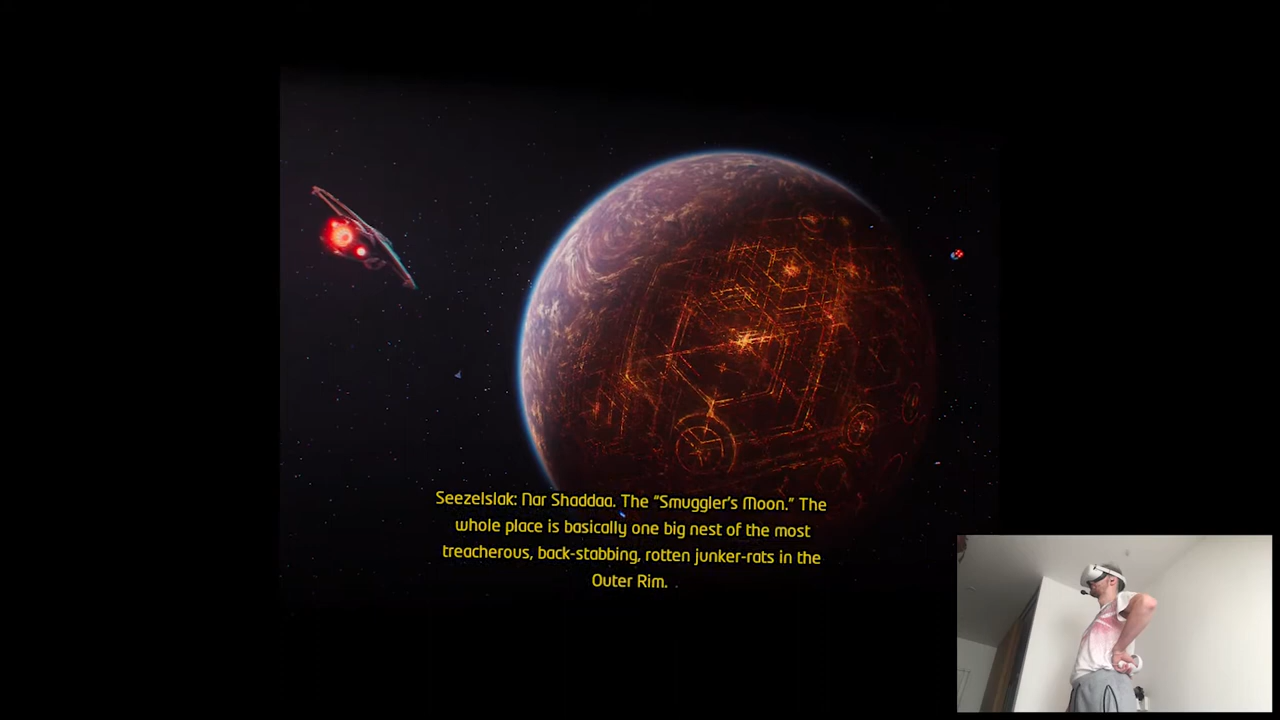 Seezelslak: Nar Shaddaa. The "Smuggler's Moon." The
whole place is basically one big nest of the most
treacherous, back-stabbing, rotten junker-rats in the
Outer Rim.